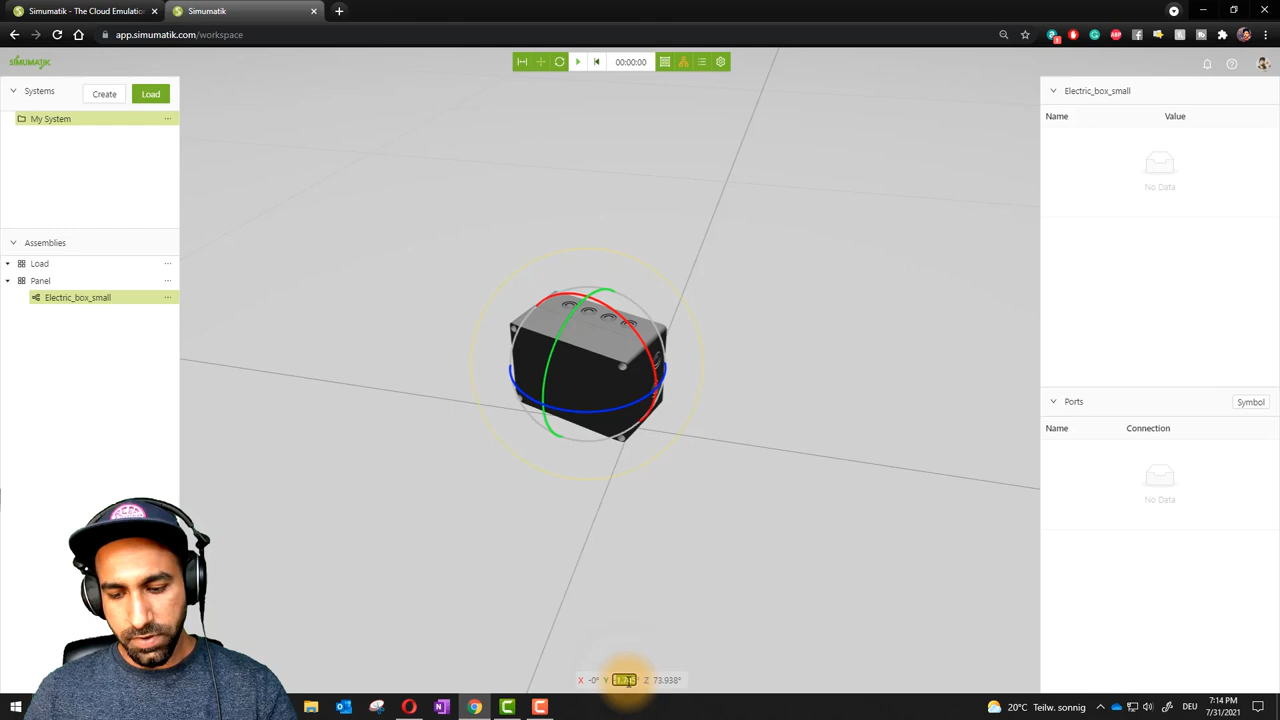 Simumatik - The Cloud Emulation
Simumatik
app.simumatik.com/workspace
SIMUMATIK
00:00:00
Systems
Create
Load
My System
Assemblies
Load
Panel
Electric_box_small
Electric_box_small
Name Value
No Data
Ports
Symbol
Name Connection
No Data
X -0° Y Z 73.938°
20°C Teilw. sonnig
DEU
7:14 PM
7/31/2021